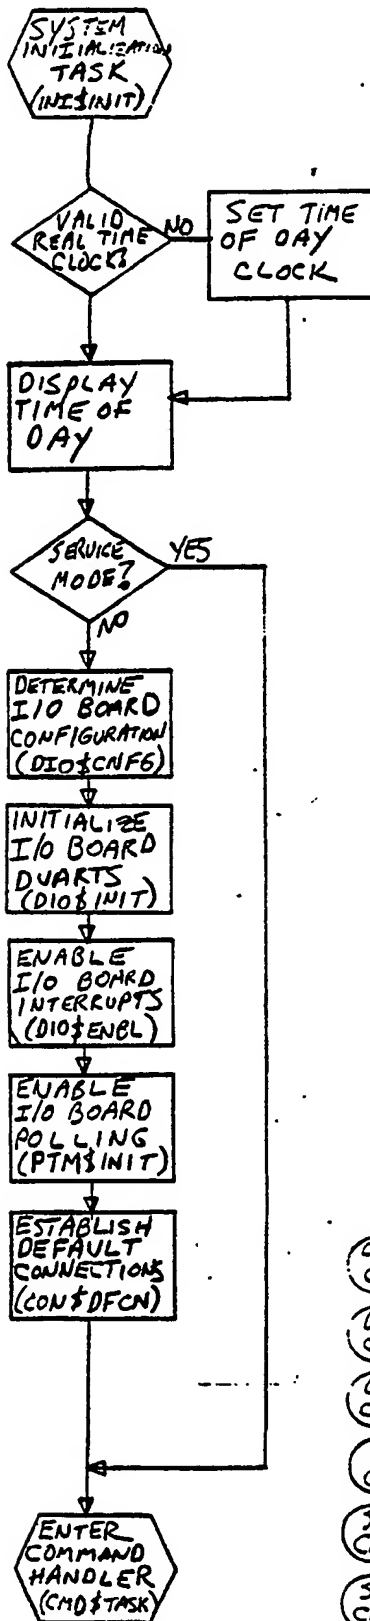 SYSTEM
INITIALIZATION
TASK
(INI$INIT)
VALID
REAL TIME
CLOCK?
NO
SET TIME
OF DAY
CLOCK
DISPLAY
TIME OF
DAY
SERVICE
MODE?
YES
NO
DETERMINE
I/O BOARD
CONFIGURATION
(DIO$CNFG)
INITIALIZE
I/O BOARD
DUARTS
(DIO$INIT)
ENABLE
I/O BOARD
INTERRUPTS
(DIO$ENBL)
ENABLE
I/O BOARD
POLLING
(PTM$INIT)
ESTABLISH
DEFAULT
CONNECTIONS
(CON$DFCN)
ENTER
COMMAND
HANDLER
(CMD$TASK)